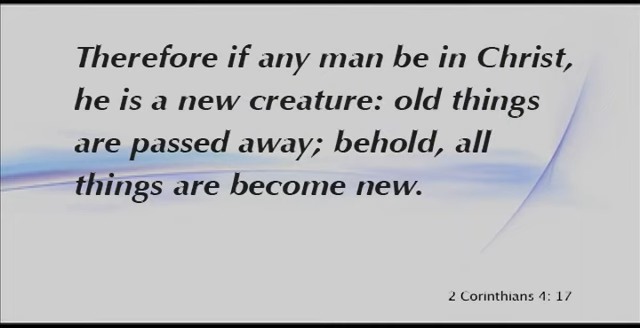 Therefore if any man be in Christ,
he is a new creature: old things
are passed away; behold, all
things are become new.
2 Corinthians 4: 17